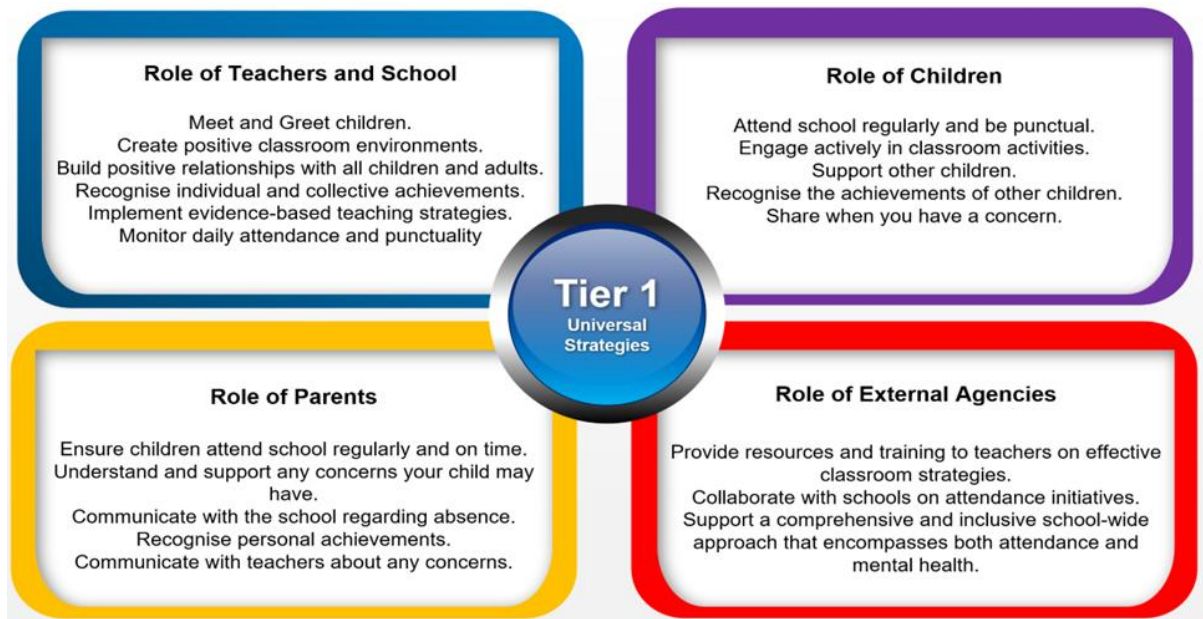 Role of Teachers and School
Meet and Greet children.
Create positive classroom environments.
Build positive relationships with all children and adults.
Recognise individual and collective achievements.
Implement evidence-based teaching strategies.
Monitor daily attendance and punctuality
Role of Children
Attend school regularly and be punctual.
Engage actively in classroom activities.
Support other children.
Recognise the achievements of other children.
Share when you have a concern.
Tier 1
Universal
Strategies
Role of Parents
Ensure children attend school regularly and on time.
Understand and support any concerns your child may
have.
Communicate with the school regarding absence.
Recognise personal achievements.
Communicate with teachers about any concerns.
Role of External Agencies
Provide resources and training to teachers on effective
classroom strategies.
Collaborate with schools on attendance initiatives.
Support a comprehensive and inclusive school-wide
approach that encompasses both attendance and
mental health.